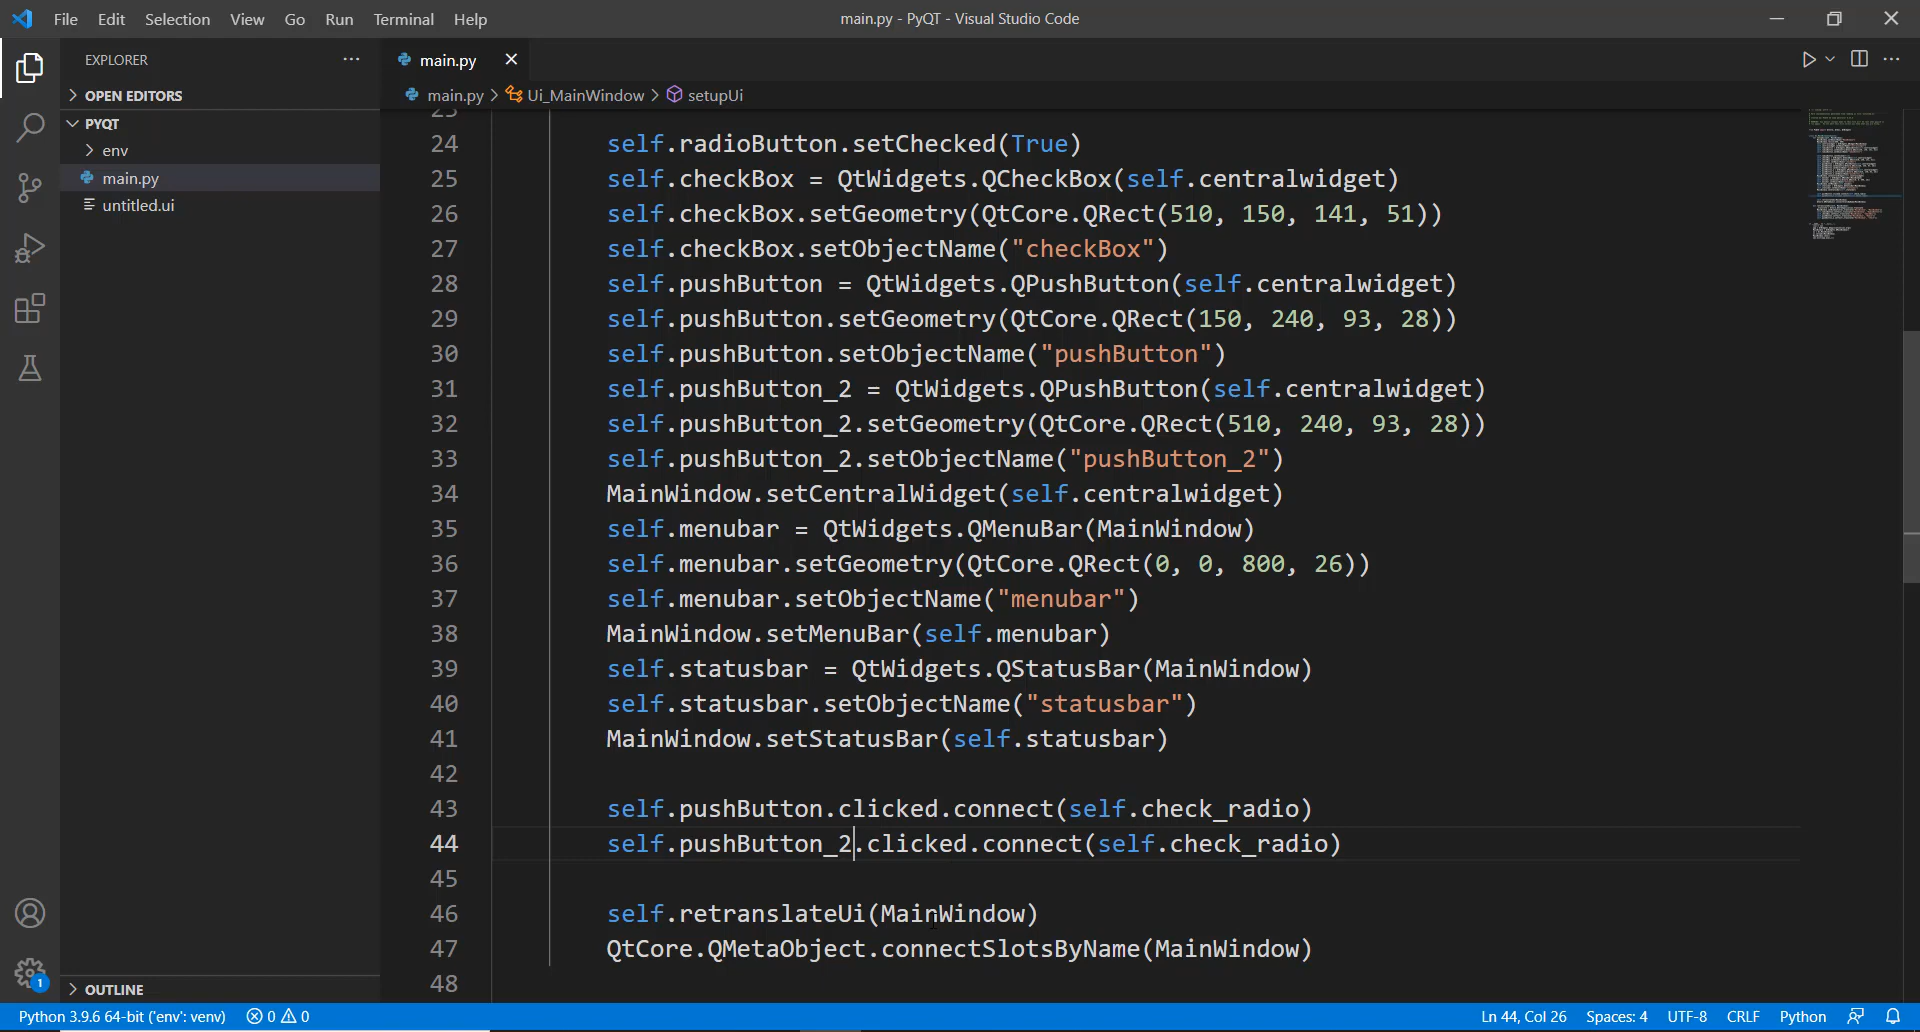 File Edit Selection View Go Run Terminal Help
main.py - PyQT - Visual Studio Code
EXPLORER
OPEN EDITORS
PYQT
env
main.py
untitled.ui
OUTLINE
main.py
main.py > Ui_MainWindow > setupUi
23
24 self.radioButton.setChecked(True)
25 self.checkBox = QtWidgets.QCheckBox(self.centralwidget)
26 self.checkBox.setGeometry(QtCore.QRect(510, 150, 141, 51))
27 self.checkBox.setObjectName("checkBox")
28 self.pushButton = QtWidgets.QPushButton(self.centralwidget)
29 self.pushButton.setGeometry(QtCore.QRect(150, 240, 93, 28))
30 self.pushButton.setObjectName("pushButton")
31 self.pushButton_2 = QtWidgets.QPushButton(self.centralwidget)
32 self.pushButton_2.setGeometry(QtCore.QRect(510, 240, 93, 28))
33 self.pushButton_2.setObjectName("pushButton_2")
34 MainWindow.setCentralWidget(self.centralwidget)
35 self.menubar = QtWidgets.QMenuBar(MainWindow)
36 self.menubar.setGeometry(QtCore.QRect(0, 0, 800, 26))
37 self.menubar.setObjectName("menubar")
38 MainWindow.setMenuBar(self.menubar)
39 self.statusbar = QtWidgets.QStatusBar(MainWindow)
40 self.statusbar.setObjectName("statusbar")
41 MainWindow.setStatusBar(self.statusbar)
42
43 self.pushButton.clicked.connect(self.check_radio)
44 self.pushButton_2.clicked.connect(self.check_radio)
45
46 self.retranslateUi(MainWindow)
47 QtCore.QMetaObject.connectSlotsByName(MainWindow)
48
1
Python 3.9.6 64-bit ('env': venv) 0 0 Ln 44, Col 26 Spaces: 4 UTF-8 CRLF Python